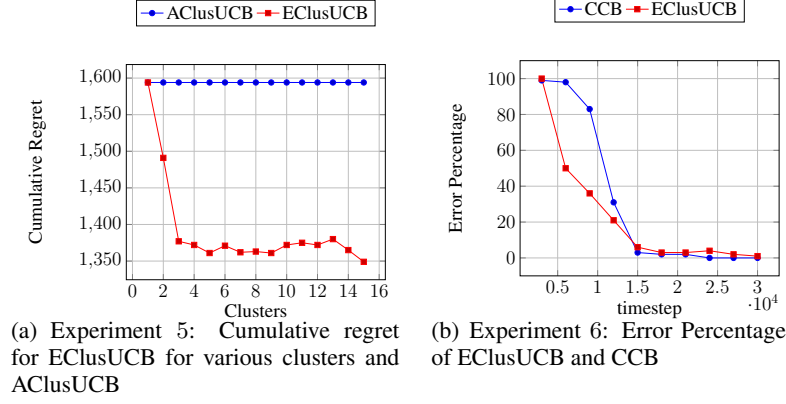 AClusUCB EClusUCB
1,600
1,550
1,500
1,450
1,400
1,350
Cumulative Regret
0 2 4 6 8 10 12 14 16
Clusters
(a) Experiment 5: Cumulative regret
for EClusUCB for various clusters and
AClusUCB
CCB EClusUCB
100
80
60
40
20
0
Error Percentage
0.5 1 1.5 2 2.5 3
timestep
·10⁴
(b) Experiment 6: Error Percentage
of EClusUCB and CCB